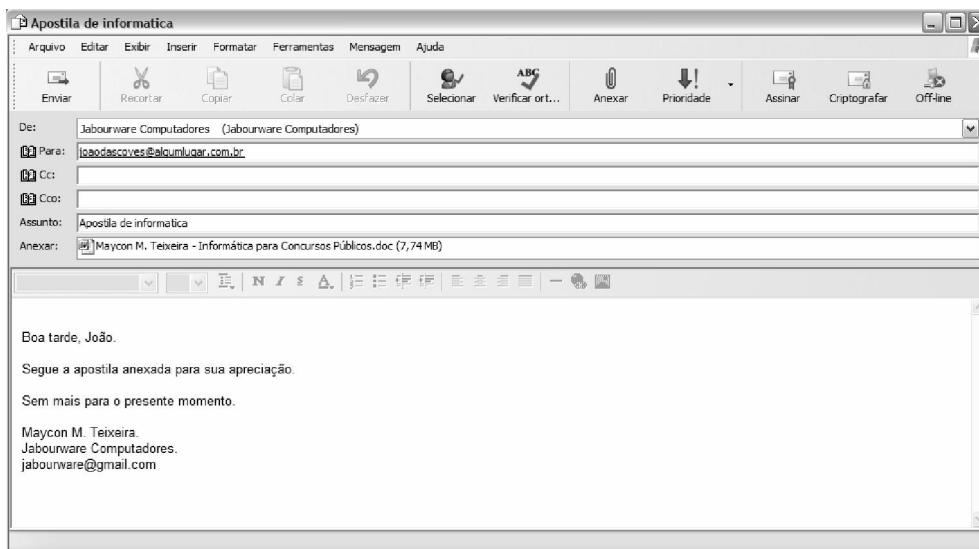 Apostila de informatica
Arquivo Editar Exibir Inserir Formatar Ferramentas Mensagem Ajuda
Enviar Recortar Copiar Colar Desfazer Selecionar Verificar ort... Anexar Prioridade Assinar Criptografar Off-line
De: Jabourware Computadores (Jabourware Computadores)
Para: joaodascoves@algumlugar.com.br
Cc:
Cco:
Assunto: Apostila de informatica
Anexar: Maycon M. Teixeira - Informática para Concursos Públicos.doc (7,74 MB)
N I S A
Boa tarde, João.
Segue a apostila anexada para sua apreciação.
Sem mais para o presente momento.
Maycon M. Teixeira.
Jabourware Computadores.
jabourware@gmail.com